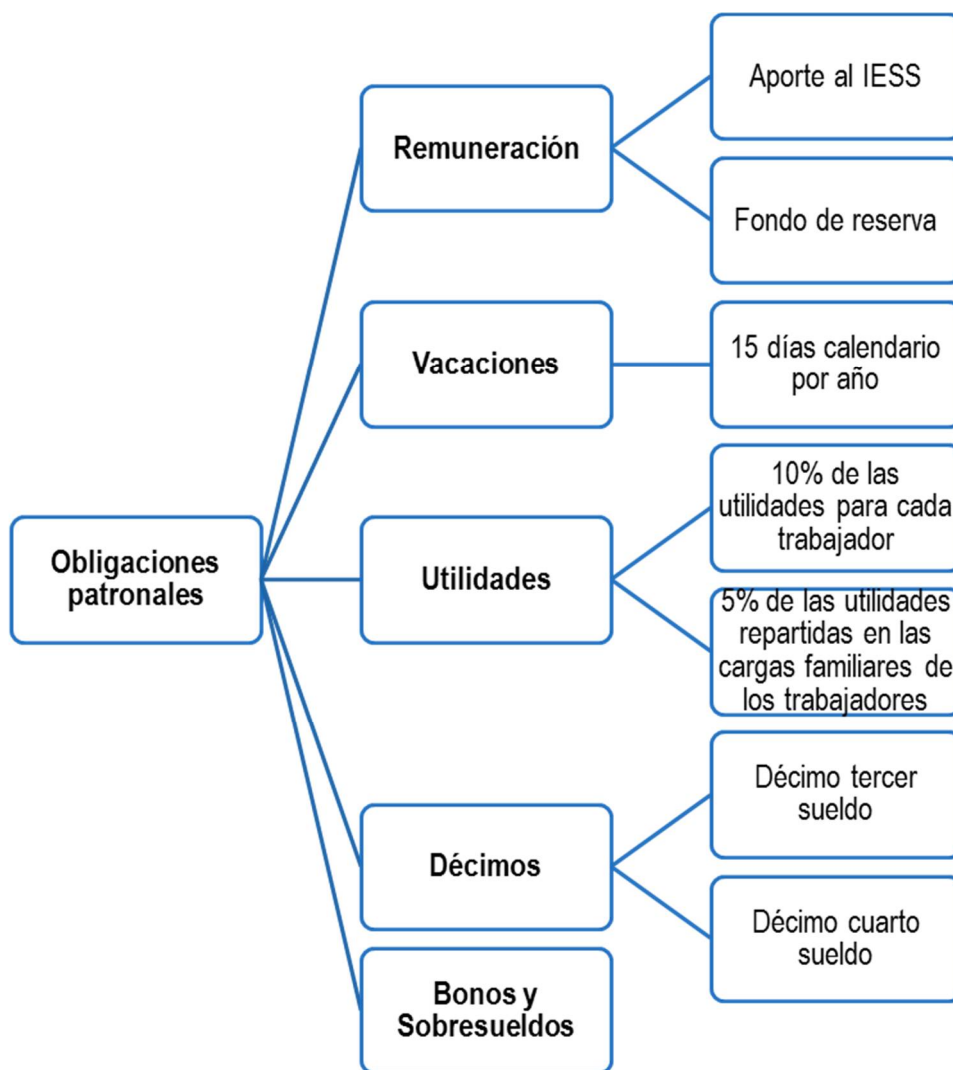 Obligaciones
patronales
Remuneración
Aporte al IESS
Fondo de reserva
Vacaciones
15 días calendario
por año
Utilidades
10% de las
utilidades para cada
trabajador
5% de las utilidades
repartidas en las
cargas familiares de
los trabajadores
Décimos
Décimo tercer
sueldo
Décimo cuarto
sueldo
Bonos y
Sobresueldos